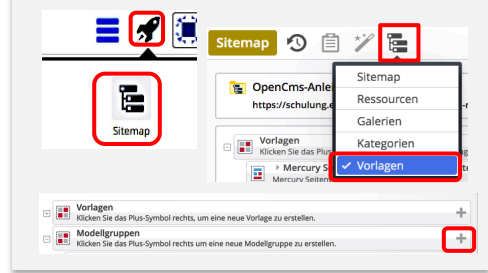 Sitemap
Sitemap
OpenCms-Anlei
https://schulung.e
Vorlagen
Klicken Sie das Plus
Mercury S
Mercury Seiten
Sitemap
Ressourcen
Galerien
Kategorien
✓ Vorlagen
Vorlagen
Klicken Sie das Plus-Symbol rechts, um eine neue Vorlage zu erstellen.
Modellgruppen
Klicken Sie das Plus-Symbol rechts um eine neue Modellgruppe zu erstellen.